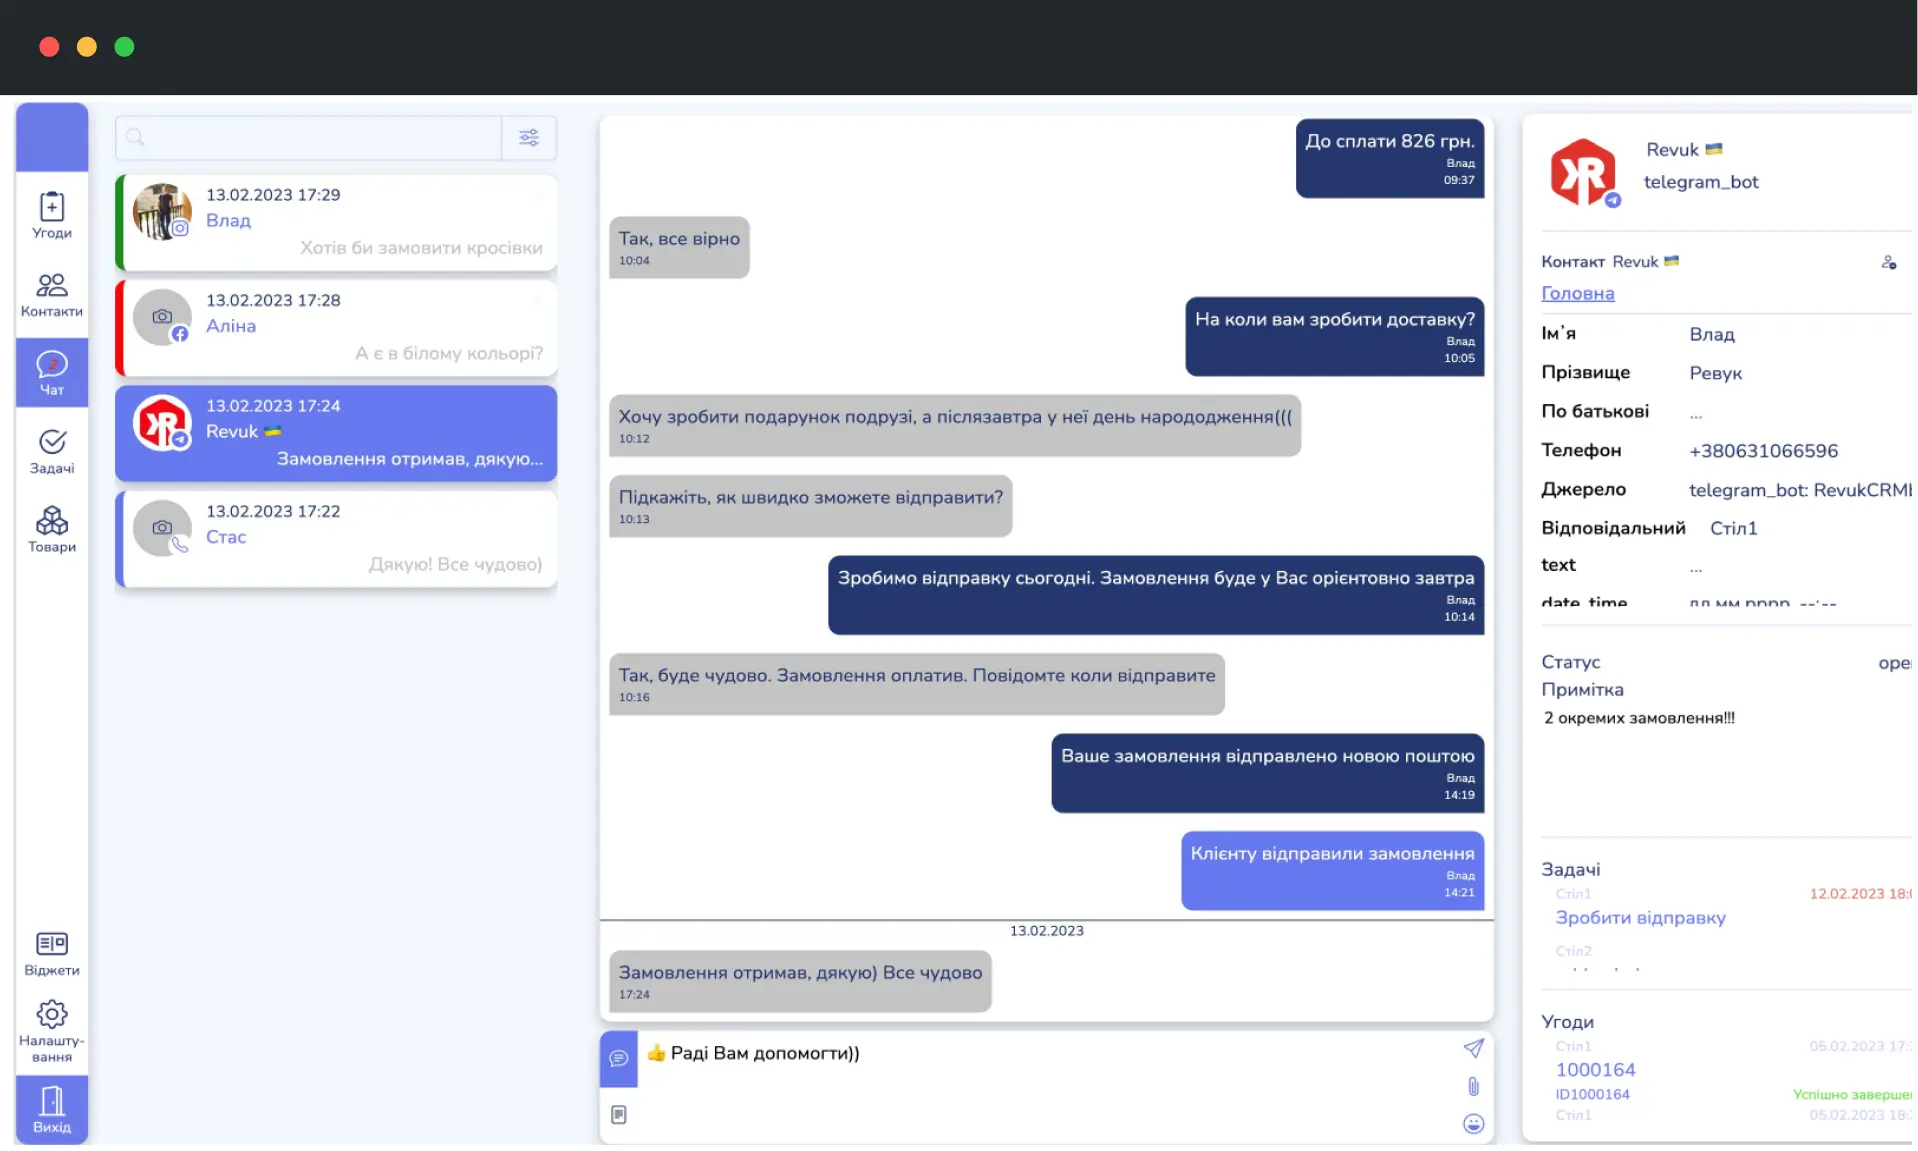 Угоди
Контакти
2
Чат
Задачі
Товари
Віджети
Налашту-
вання
Вихід
13.02.2023 17:29
Влад
Хотів би замовити кросівки
13.02.2023 17:28
Аліна
А є в білому кольорі?
13.02.2023 17:24
Revuk 🇺🇦
Замовлення отримав, дякую...
13.02.2023 17:22
Стас
Дякую! Все чудово)
До сплати 826 грн.
Влад
09:37
Так, все вірно
10:04
На коли вам зробити доставку?
Влад
10:05
Хочу зробити подарунок подрузі, а післязавтра у неї день народодження(((
10:12
Підкажіть, як швидко зможете відправити?
10:13
Зробимо відправку сьогодні. Замовлення буде у Вас орієнтовно завтра
Влад
10:14
Так, буде чудово. Замовлення оплатив. Повідомте коли відправите
10:16
Ваше замовлення відправлено новою поштою
Влад
14:19
Клієнту відправили замовлення
Влад
14:21
13.02.2023
Замовлення отримав, дякую) Все чудово
17:24
👍 Раді Вам допомогти))
Revuk 🇺🇦
telegram_bot
Контакт Revuk 🇺🇦
Головна
Ім'я Влад
Прізвище Ревук
По батькові ...
Телефон +380631066596
Джерело telegram_bot: RevukCRM
Відповідальний Стіл1
text ...
date_time дд.мм.рррр --:--
Статус ope
Примітка
2 окремих замовлення!!!
Задачі
Стіл1 12.02.2023 18:0
Зробити відправку
Стіл2
Угоди
Стіл1 05.02.2023 17:
1000164
ID1000164 Успішно заверше
Стіл1 05.02.2023 18: